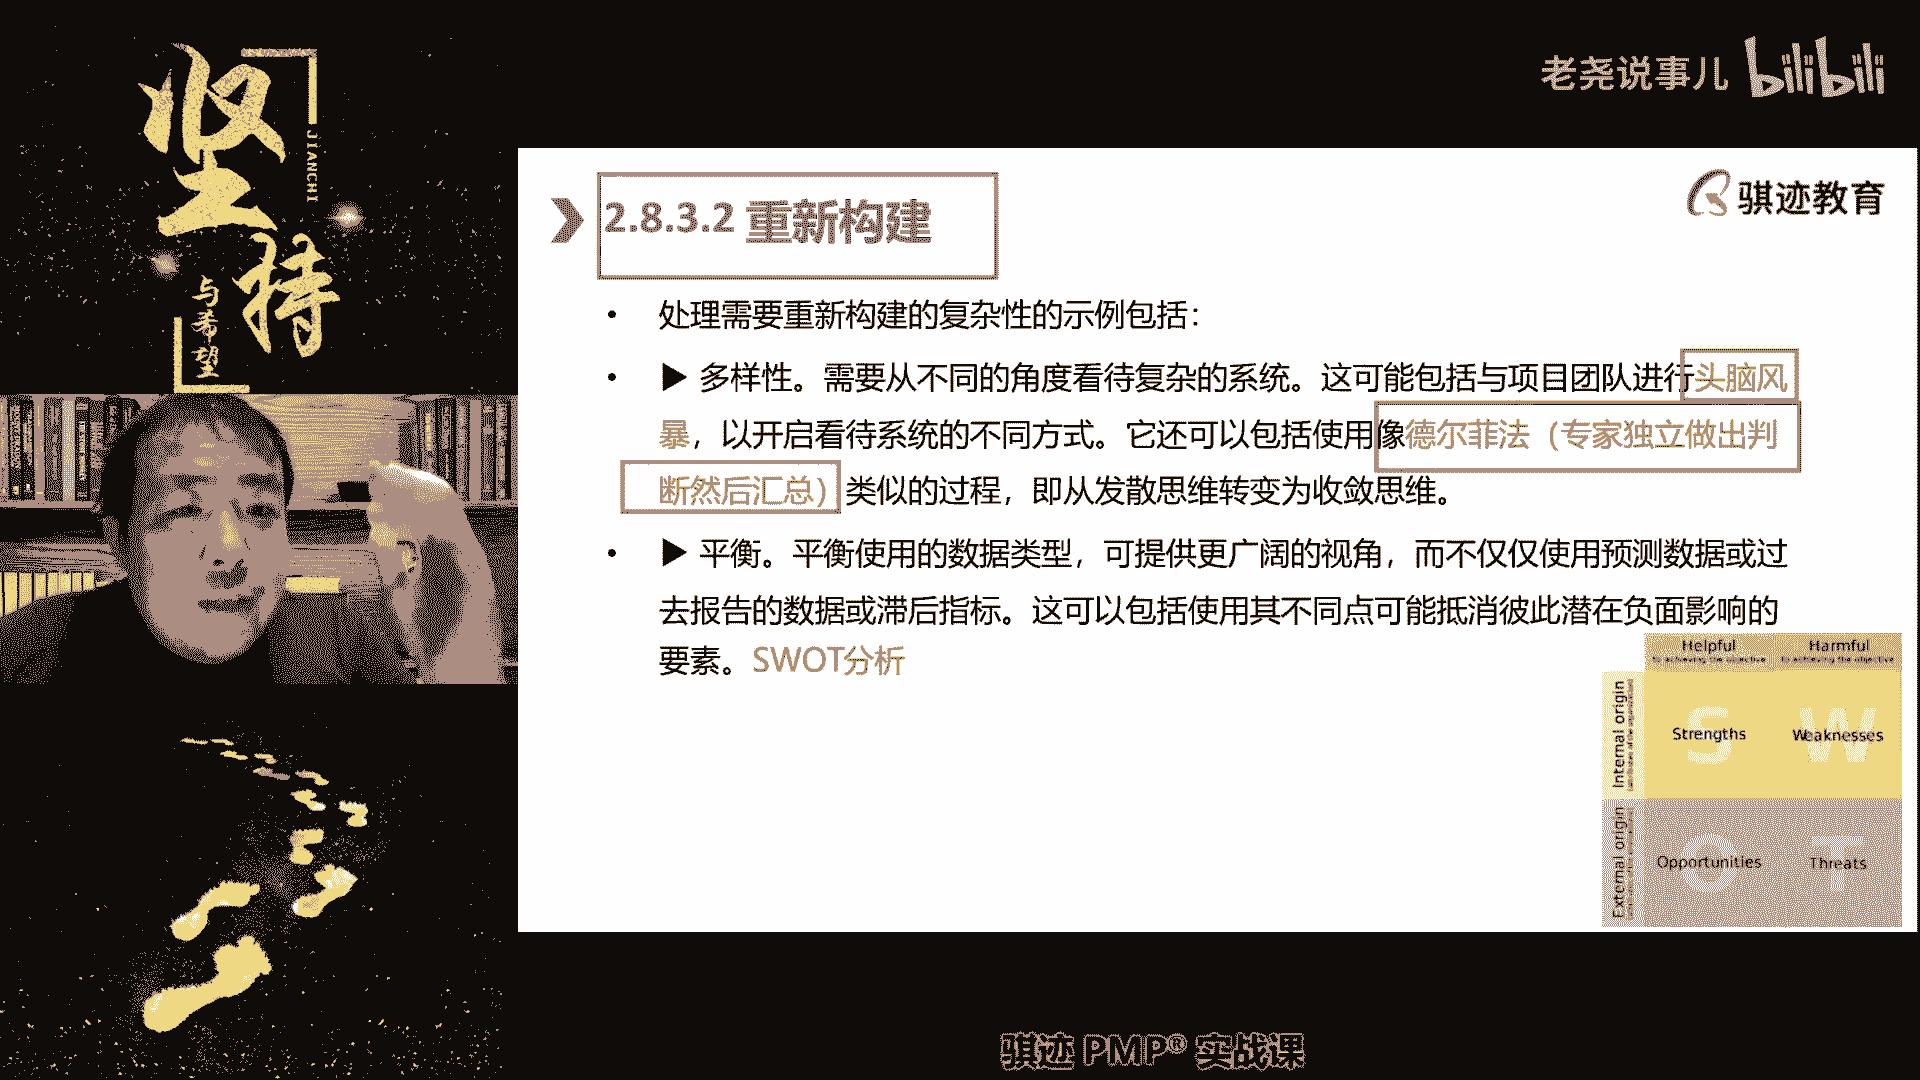 坚持
JIANCHI
与希望
老尧说事儿 bilibili
骐迹教育
2.8.3.2 重新构建
• 处理需要重新构建的复杂性的示例包括：
• ▶ 多样性。需要从不同的角度看待复杂的系统。这可能包括与项目团队进行头脑风
暴，以开启看待系统的不同方式。它还可以包括使用像德尔菲法（专家独立做出判
断然后汇总）类似的过程，即从发散思维转变为收敛思维。
• ▶ 平衡。平衡使用的数据类型，可提供更广阔的视角，而不仅仅使用预测数据或过
去报告的数据或滞后指标。这可以包括使用其不同点可能抵消彼此潜在负面影响的
要素。SWOT分析
Helpful
to achieving the objective
Harmful
to achieving the objective
Internal origin
S
Strengths
W
Weaknesses
External origin
O
Opportunities
T
Threats
骐迹 PMP® 实战课